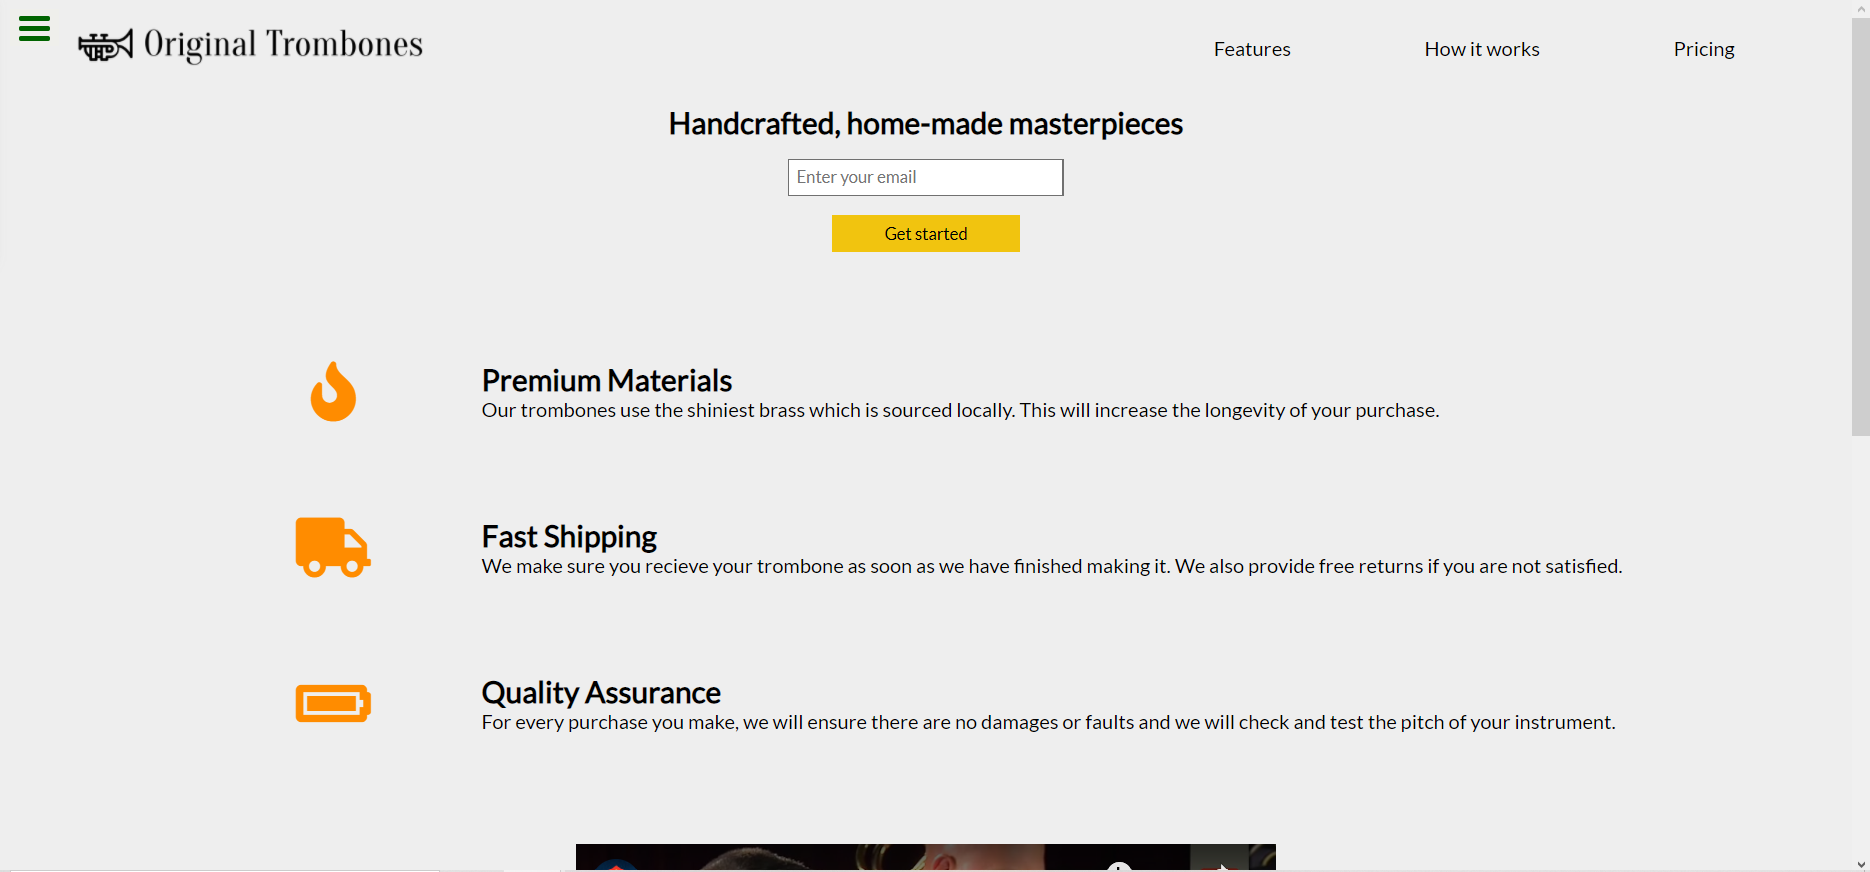 Original Trombones
Features
How it works
Pricing
Handcrafted, home-made masterpieces
Enter your email
Get started
Premium Materials
Our trombones use the shiniest brass which is sourced locally. This will increase the longevity of your purchase.
Fast Shipping
We make sure you recieve your trombone as soon as we have finished making it. We also provide free returns if you are not satisfied.
Quality Assurance
For every purchase you make, we will ensure there are no damages or faults and we will check and test the pitch of your instrument.